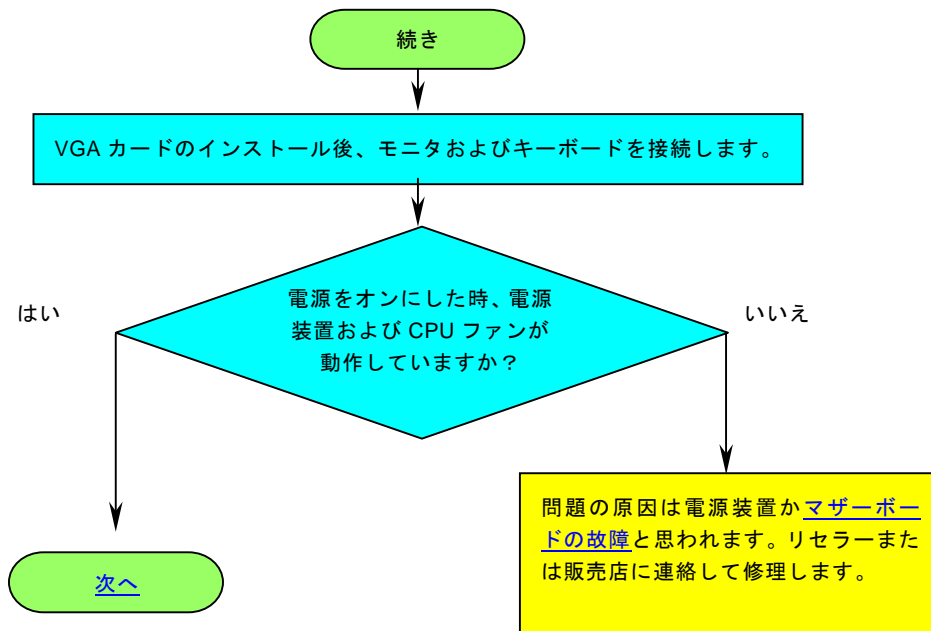 続き
VGA カードのインストール後、モニタおよびキーボードを接続します。
電源をオンにした時、電源
装置および CPU ファンが
動作していますか？
はい
いいえ
問題の原因は電源装置かマザーボー
ドの故障と思われます。リセラーまた
は販売店に連絡して修理します。
次へ